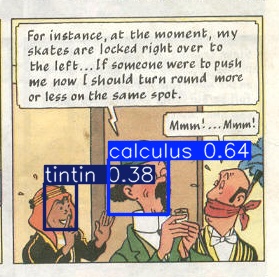 For instance, at the moment, my
skates are locked right over to
the left...If someone were to push
me now I should turn round more
or less on the same spot.
Mmm!...Mmm!
calculus 0.64
tintin 0.38